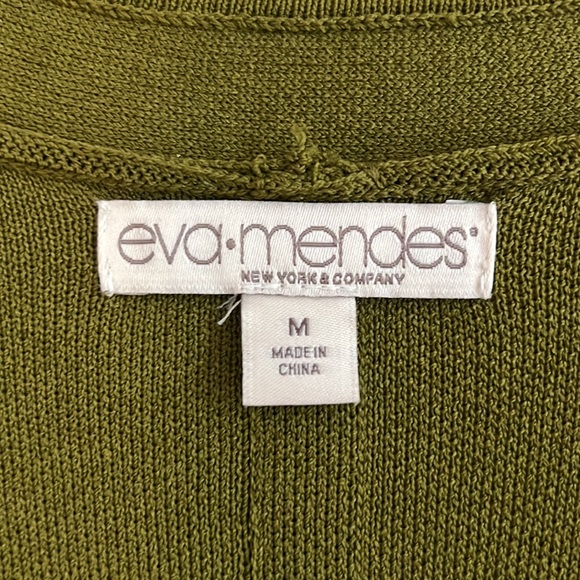 eva·mendes®
NEW YORK & COMPANY
M
MADE IN
CHINA